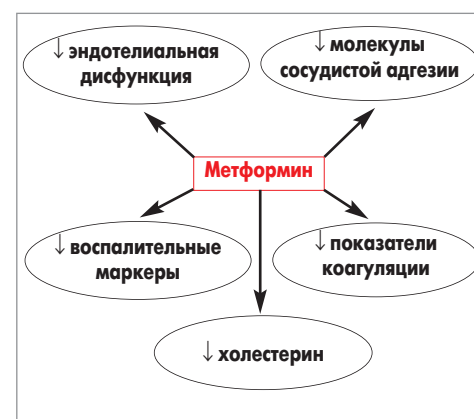 ↓ эндотелиальная
дисфункция
↓ молекулы
сосудистой адгезии
Метформин
↓ воспалительные
маркеры
↓ показатели
коагуляции
↓ холестерин